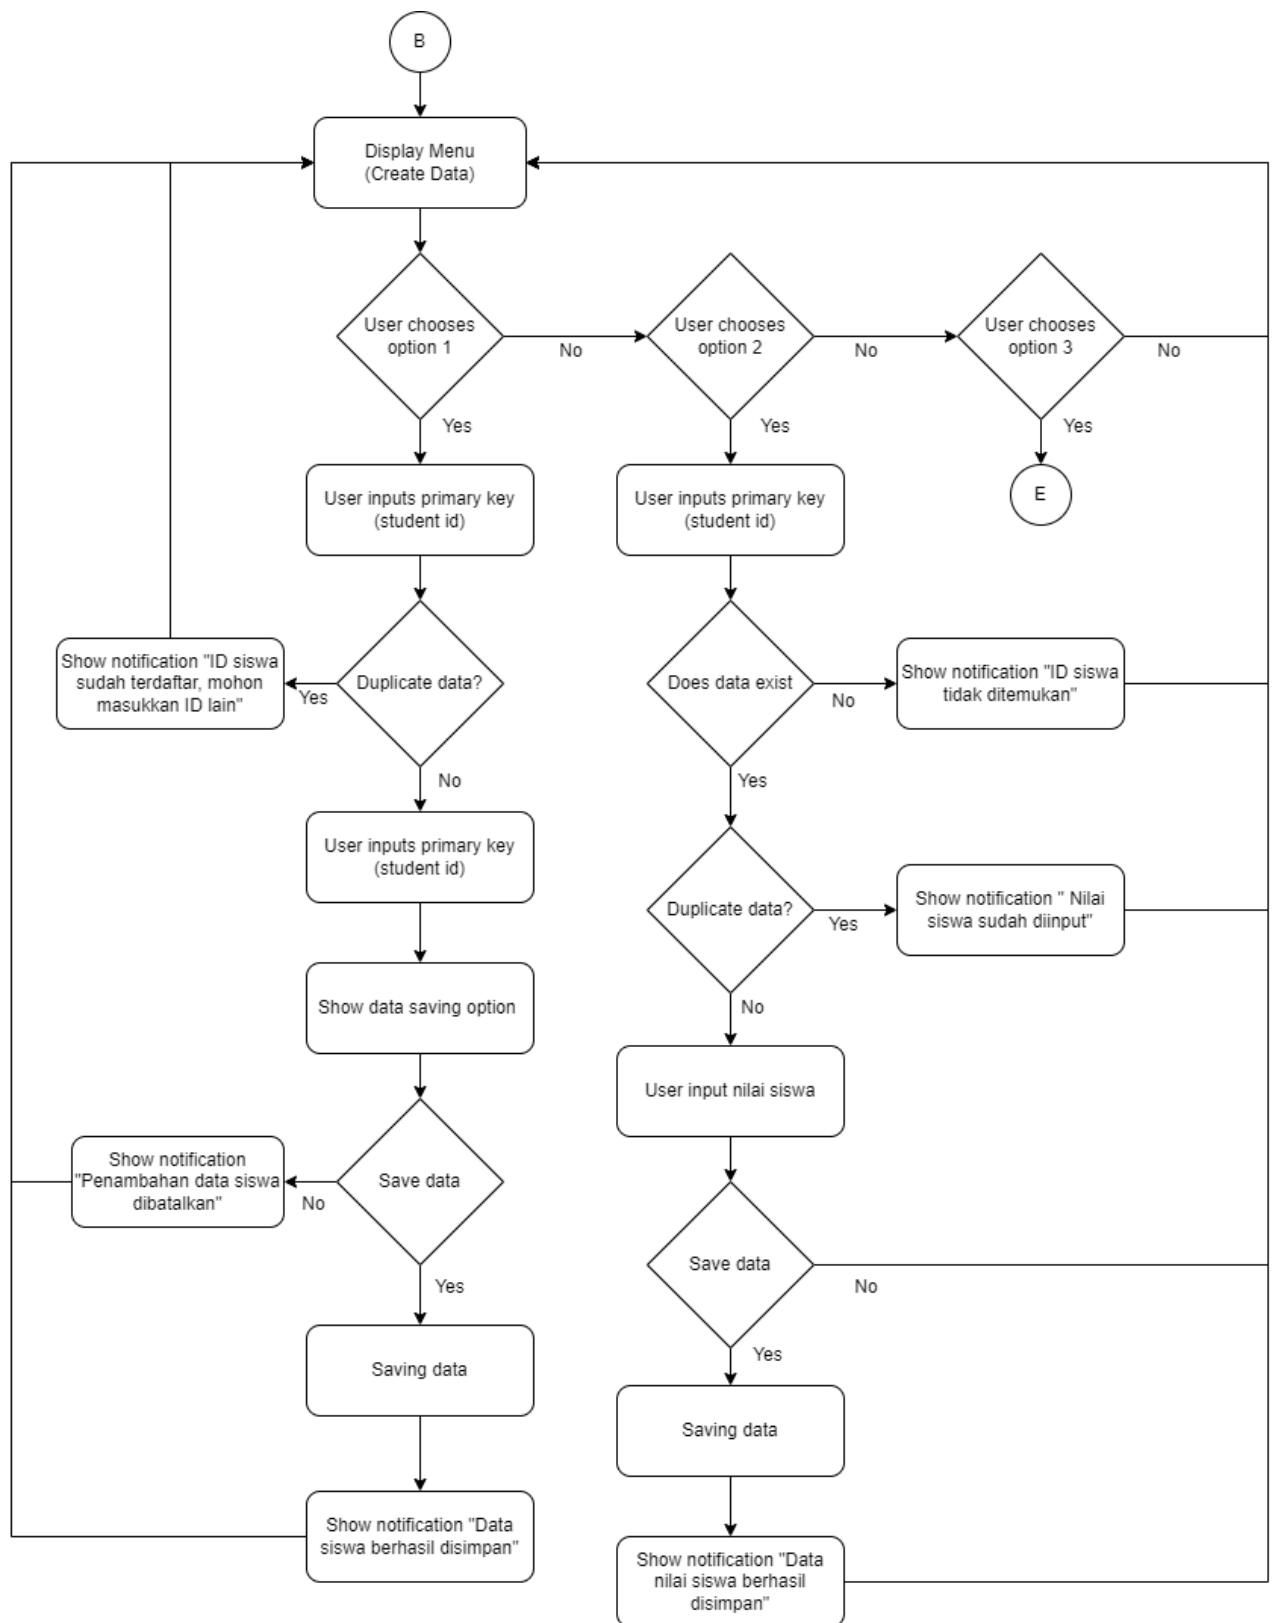 B
Display Menu
(Create Data)
User chooses
option 1
No
User chooses
option 2
No
User chooses
option 3
No
Yes
Yes
Yes
User inputs primary key
(student id)
User inputs primary key
(student id)
E
Show notification "ID siswa
sudah terdaftar, mohon
masukkan ID lain"
Yes
Duplicate data?
Does data exist
No
Show notification "ID siswa
tidak ditemukan"
No
Yes
User inputs primary key
(student id)
Duplicate data?
Yes
Show notification " Nilai
siswa sudah diinput"
Show data saving option
No
User input nilai siswa
Show notification
"Penambahan data siswa
dibatalkan"
No
Save data
Yes
Save data
No
Yes
Saving data
Saving data
Show notification "Data
siswa berhasil disimpan"
Show notification "Data
nilai siswa berhasil
disimpan"